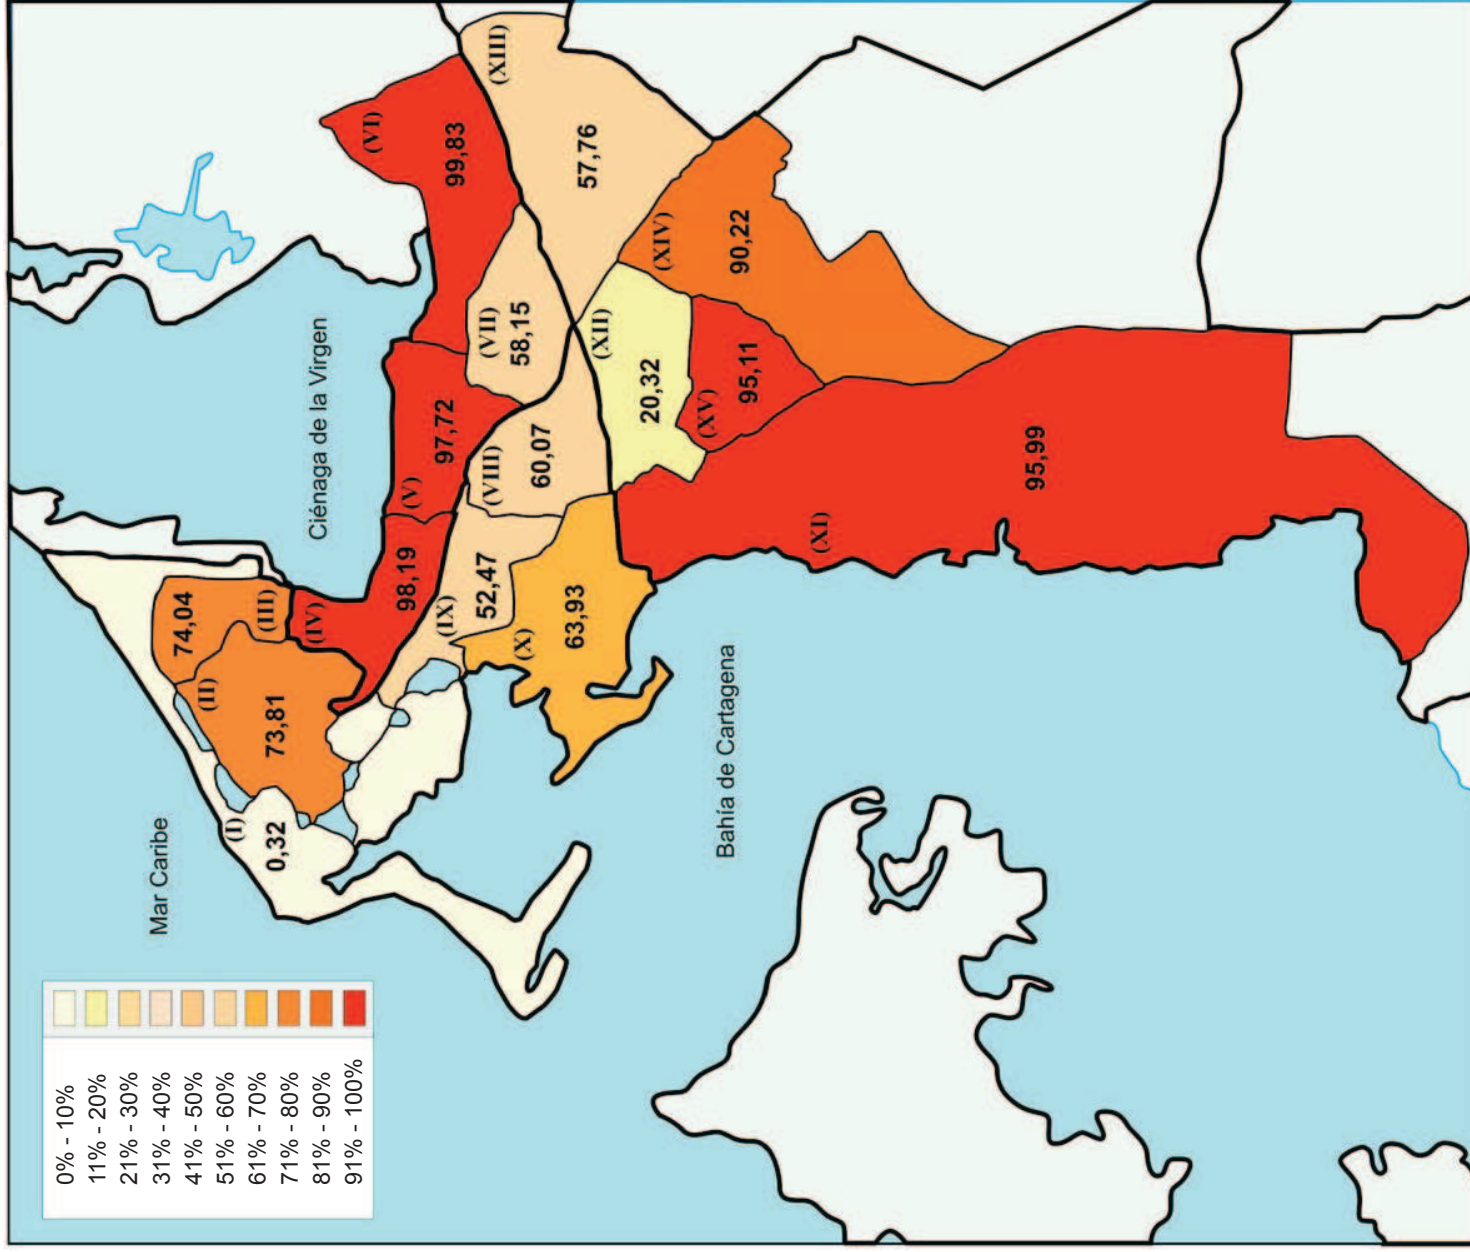 0% - 10%
11% - 20%
21% - 30%
31% - 40%
41% - 50%
51% - 60%
61% - 70%
71% - 80%
81% - 90%
91% - 100%
Mar Caribe
Ciénaga de la Virgen
Bahía de Cartagena
(I)
0,32
(II)
73,81
(III)
74,04
(IV)
98,19
(V)
97,72
(VI)
99,83
(VII)
58,15
(VIII)
60,07
(IX)
52,47
(X)
63,93
(XI)
95,99
(XII)
20,32
(XIII)
57,76
(XIV)
90,22
(XV)
95,11